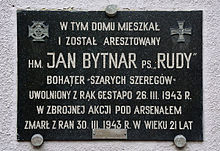 W TYM DOMU MIESZKAŁ
I ZOSTAŁ ARESZTOWANY
HM. JAN BYTNAR PS. „RUDY"
BOHATER „SZARYCH SZEREGÓW"
UWOLNIONY Z RĄK GESTAPO 26. III. 1943 R.
W ZBROJNEJ AKCJI POD ARSENAŁEM
ZMARŁ Z RAN 30. III. 1943 R. W WIEKU 21 LAT